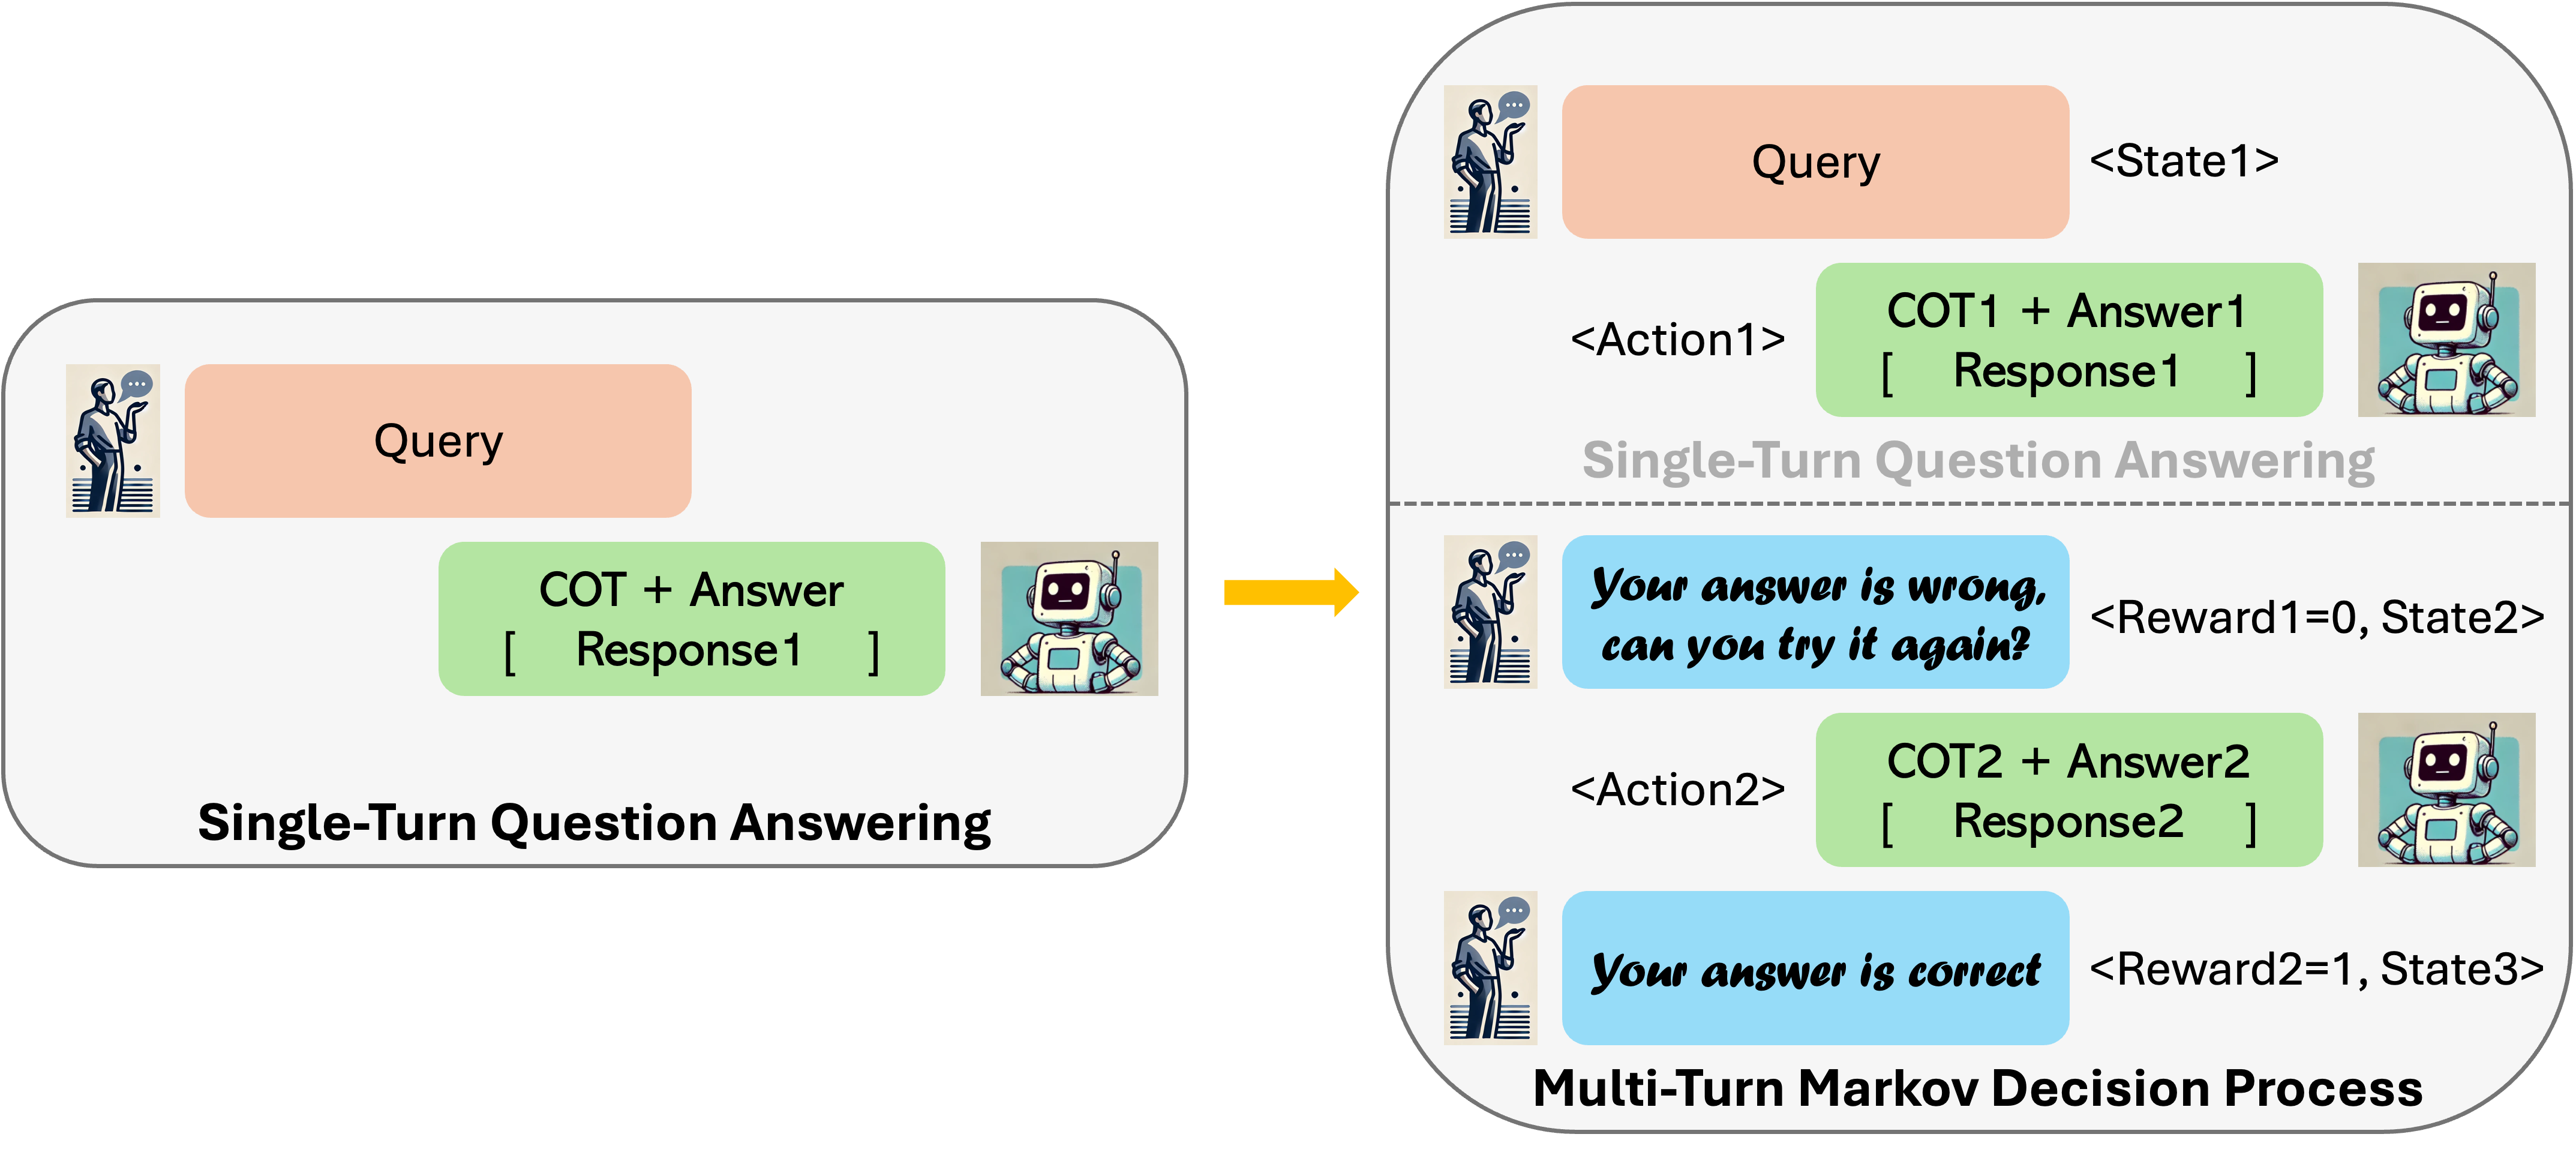 Query
COT + Answer
[ Response1 ]
Single-Turn Question Answering
Query <State1>
<Action1>
COT1 + Answer1
[ Response1 ]
Single-Turn Question Answering
Your answer is wrong,
can you try it again?
<Reward1=0, State2>
<Action2>
COT2 + Answer2
[ Response2 ]
Your answer is correct <Reward2=1, State3>
Multi-Turn Markov Decision Process